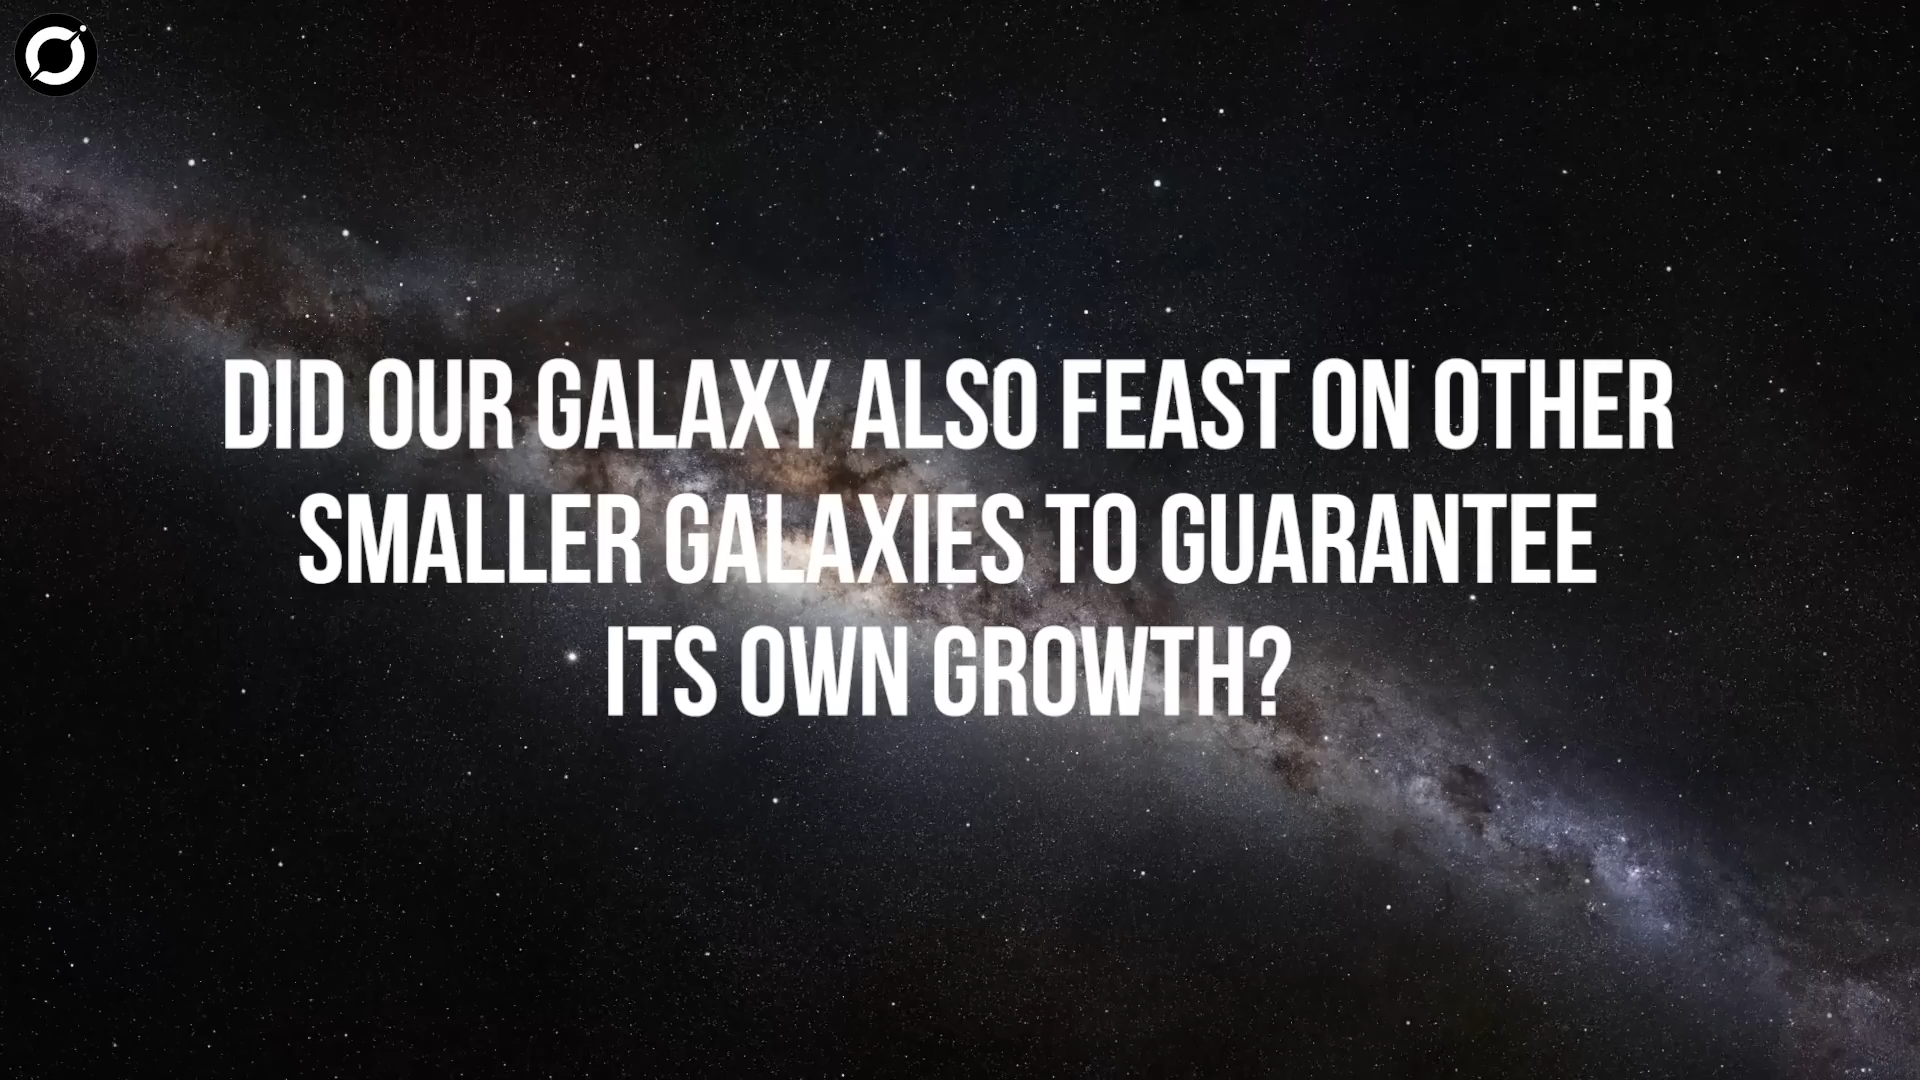 DID OUR GALAXY ALSO FEAST ON OTHER
SMALLER GALAXIES TO GUARANTEE
ITS OWN GROWTH?